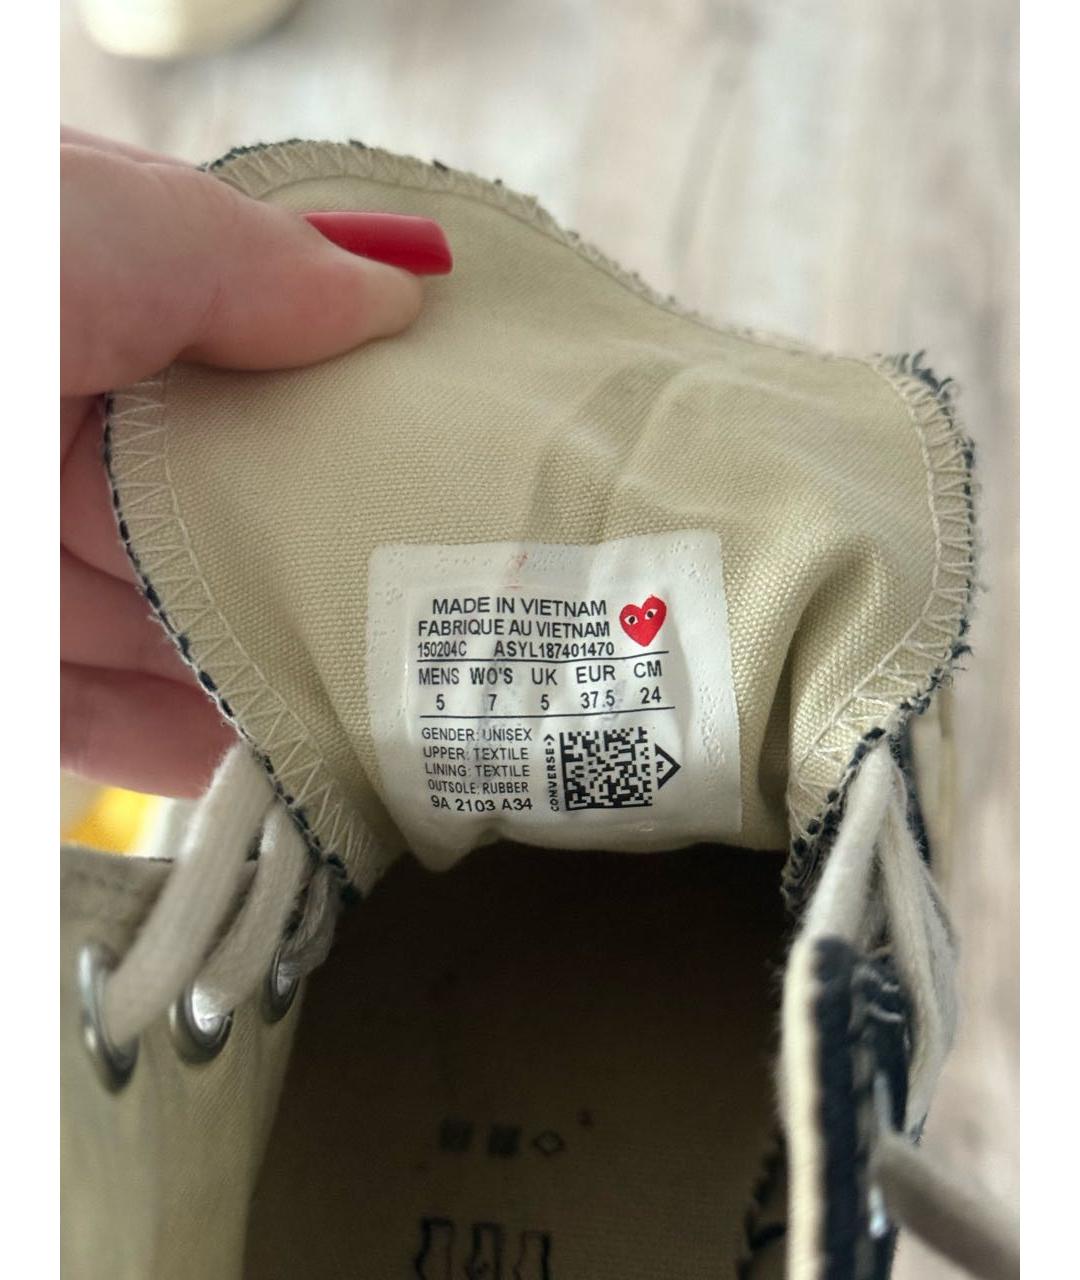 MADE IN VIETNAM
FABRIQUE AU VIETNAM
150204C ASYL187401470
MENS WO'S UK EUR CM
5 7 5 37.5 24
GENDER: UNISEX
UPPER: TEXTILE
LINING: TEXTILE
OUTSOLE: RUBBER
9A 2103 A34
CONVERSE